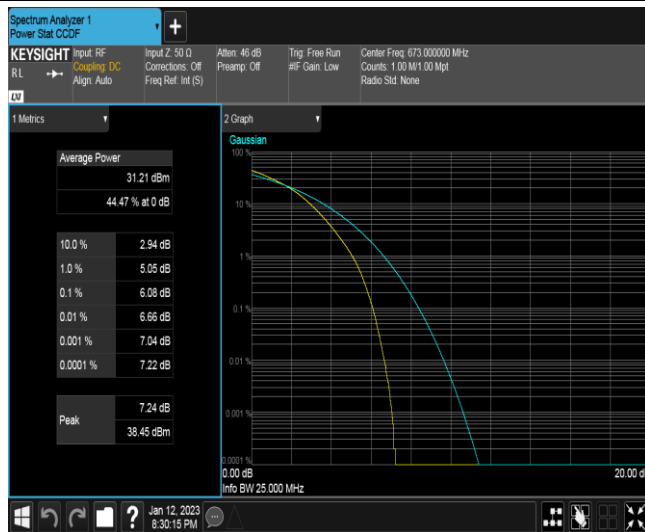 Spectrum Analyzer 1
Power Stat CCDF
+
KEYSIGHT
RL
LXI
Input: RF
Coupling: DC
Align: Auto
Input Z: 50 Ω
Corrections: Off
Freq Ref: Int (S)
Atten: 46 dB
Preamp: Off
Trig: Free Run
#IF Gain: Low
Center Freq: 673.000000 MHz
Counts: 1.00 M/1.00 Mpt
Radio Std: None
1 Metrics
Average Power
31.21 dBm
44.47 % at 0 dB
10.0 % 2.94 dB
1.0 % 5.05 dB
0.1 % 6.08 dB
0.01 % 6.66 dB
0.001 % 7.04 dB
0.0001 % 7.22 dB
Peak
7.24 dB
38.45 dBm
2 Graph
Gaussian
100 %
10 %
1 %
0.1 %
0.01 %
0.001 %
0.0001 %
0.00 dB
20.00 d
Info BW 25.000 MHz
?
Jan 12, 2023
8:30:15 PM